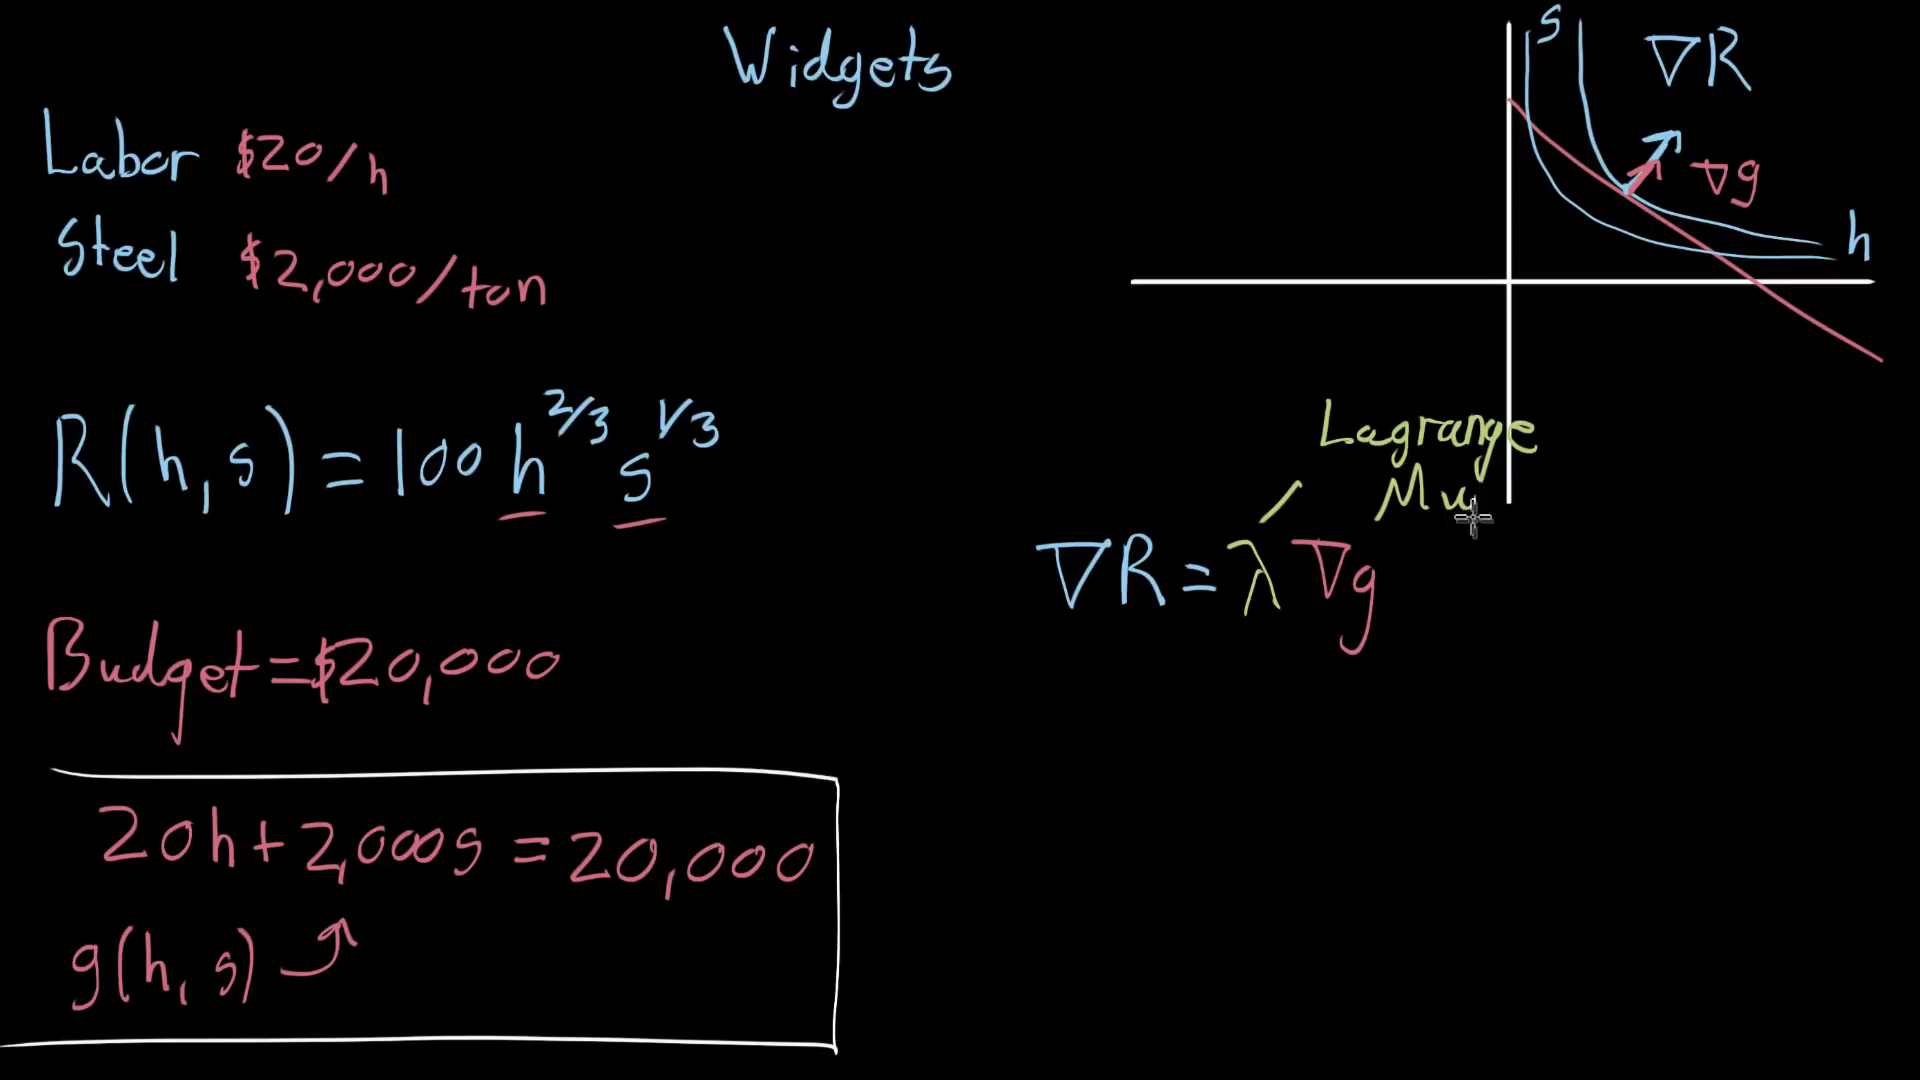 Widgets
Labor $20/h
Steel $2,000/ton
R(h,s) = 100 h^2/3 s^1/3
Budget = $20,000
20h + 2,000s = 20,000
g(h, s)
s
∇R
∇g
h
Lagrange
Mu
∇R = λ ∇g